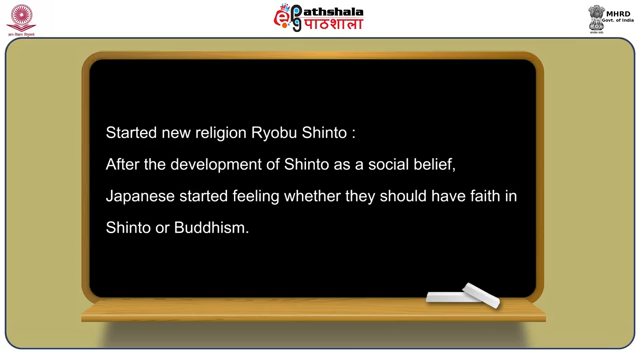 ePathshala
पाठशाला
MHRD
Govt. of India
Started new religion Ryobu Shinto :
After the development of Shinto as a social belief,
Japanese started feeling whether they should have faith in
Shinto or Buddhism.